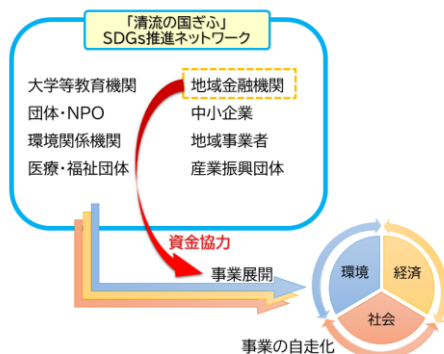 「清流の国ぎふ」
SDGs推進ネットワーク
大学等教育機関
団体・NPO
環境関係機関
医療・福祉団体
地域金融機関
中小企業
地域事業者
産業振興団体
資金協力
事業展開
環境
経済
社会
事業の自走化